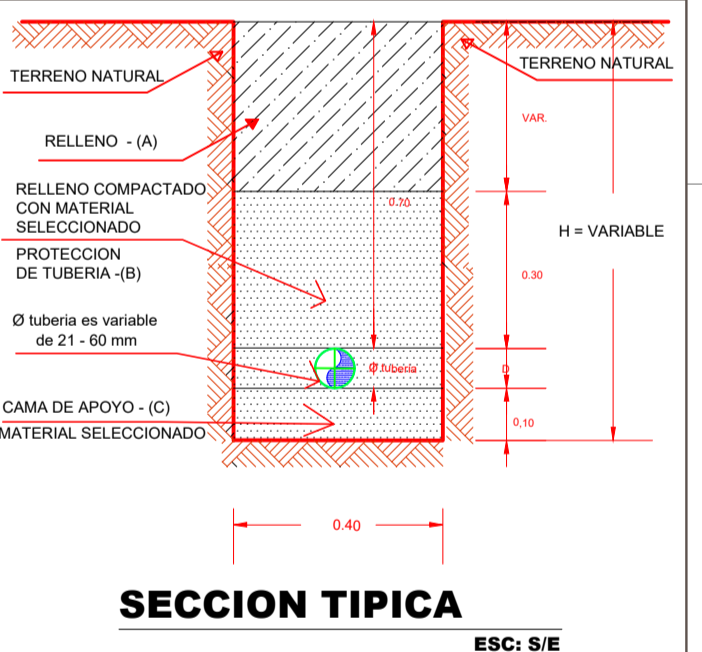 TERRENO NATURAL
TERRENO NATURAL
RELLENO - (A)
VAR.
RELLENO COMPACTADO
CON MATERIAL
SELECCIONADO
0.70
H = VARIABLE
PROTECCION
DE TUBERIA -(B)
0.30
Ø tuberia es variable
de 21 - 60 mm
Ø tuberia
D
CAMA DE APOYO - (C)
MATERIAL SELECCIONADO
0,10
0.40
SECCION TIPICA
ESC: S/E